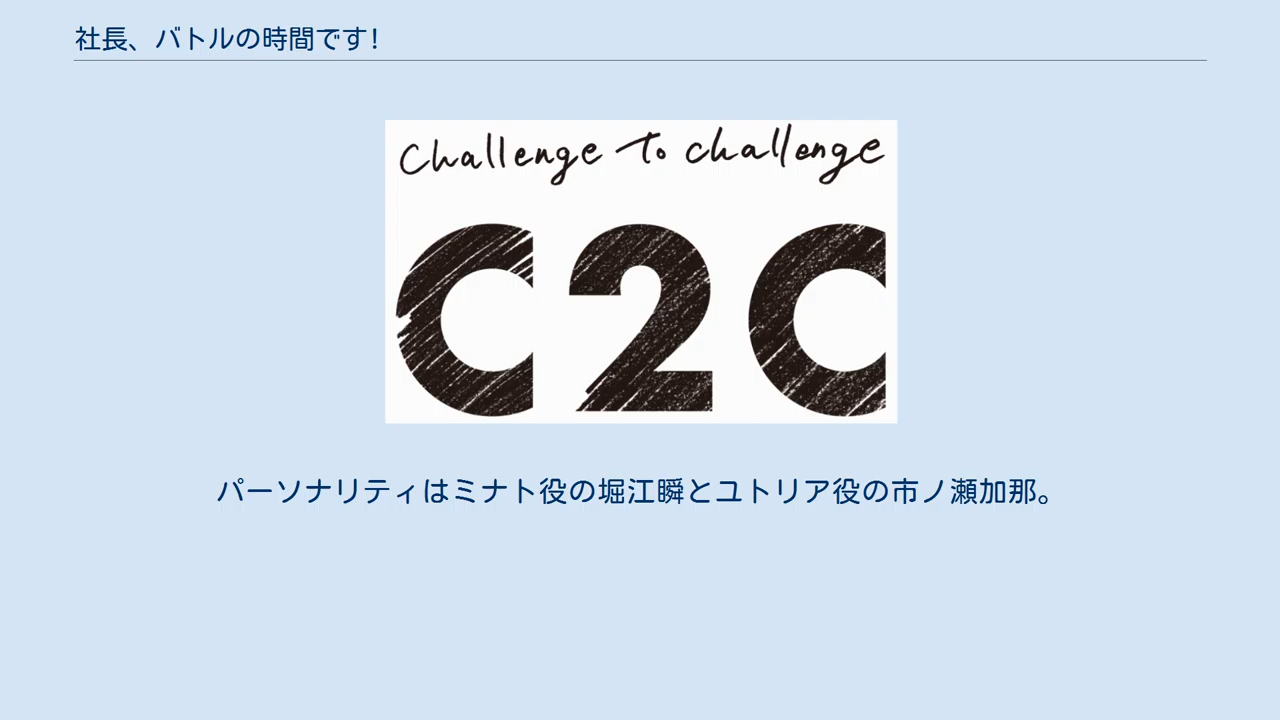 社長、バトルの時間です!
Challenge To challenge
C2C
パーソナリティはミナト役の堀江瞬とユトリア役の市ノ瀬加那。